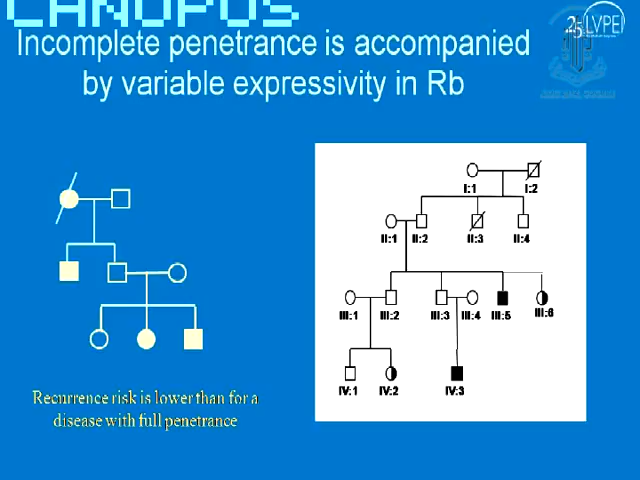 CANOPUS
Incomplete penetrance is accompanied
by variable expressivity in Rb
25 LVPEI
I:1 I:2
II:1 II:2 II:3 II:4
III:1 III:2 III:3 III:4 III:5 III:6
IV:1 IV:2 IV:3
Recurrence risk is lower than for a
disease with full penetrance